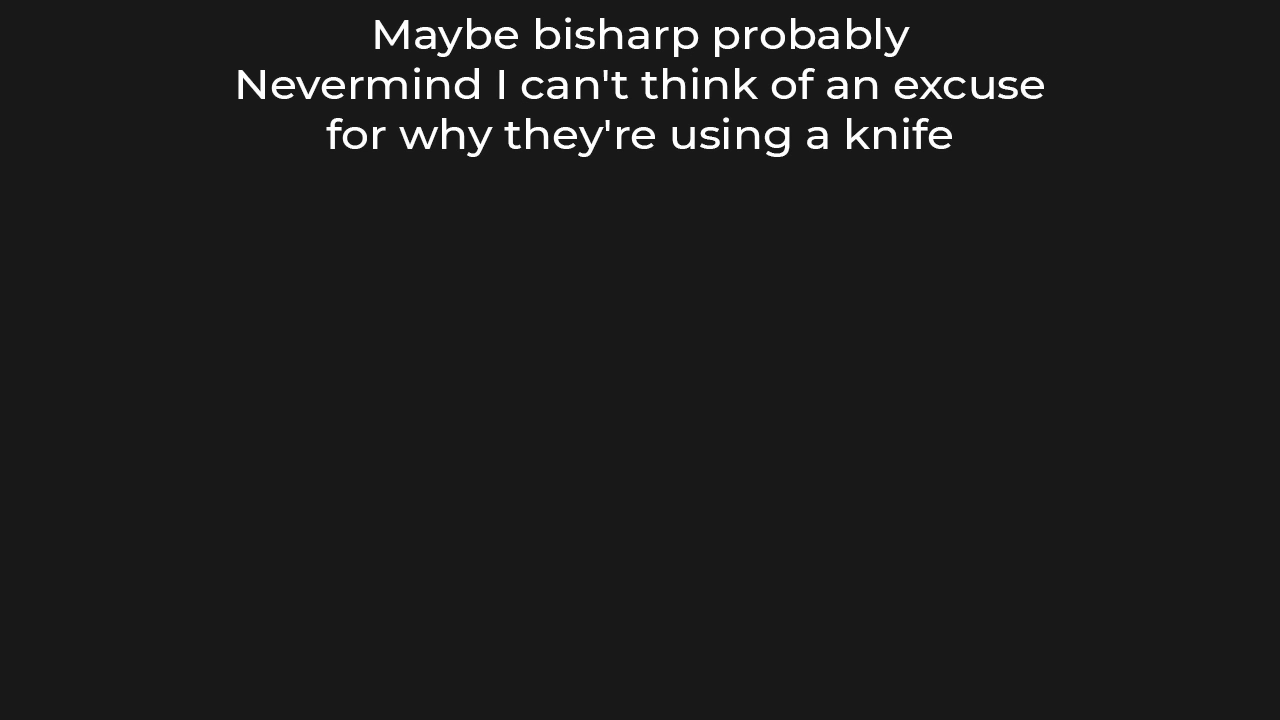 Maybe bisharp probably
Nevermind I can't think of an excuse
for why they're using a knife